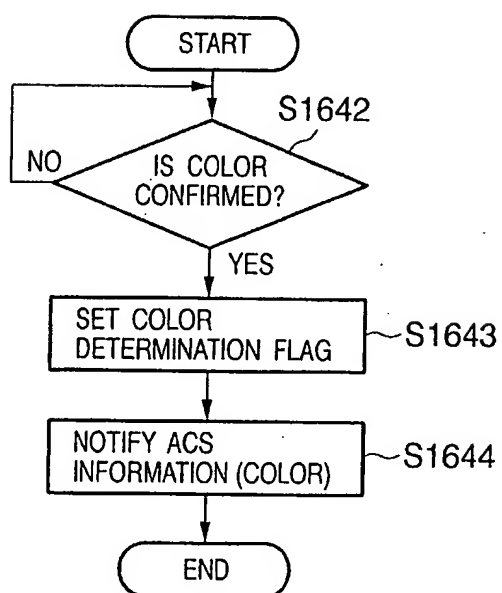 START
S1642
NO
IS COLOR
CONFIRMED?
YES
SET COLOR
DETERMINATION FLAG
S1643
NOTIFY ACS
INFORMATION (COLOR)
S1644
END